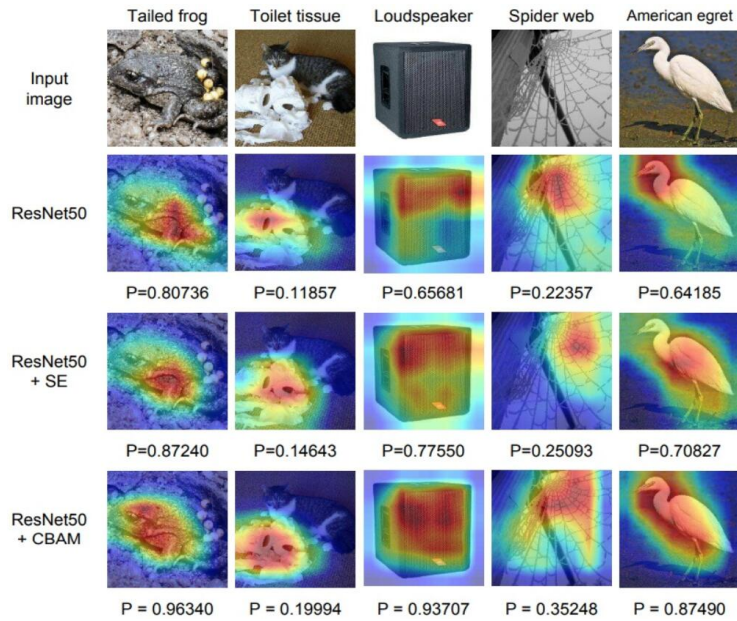 Tailed frog Toilet tissue Loudspeaker Spider web American egret
Input
image
ResNet50
P=0.80736 P=0.11857 P=0.65681 P=0.22357 P=0.64185
ResNet50
+ SE
P=0.87240 P=0.14643 P=0.77550 P=0.25093 P=0.70827
ResNet50
+ CBAM
P = 0.96340 P = 0.19994 P = 0.93707 P = 0.35248 P = 0.87490